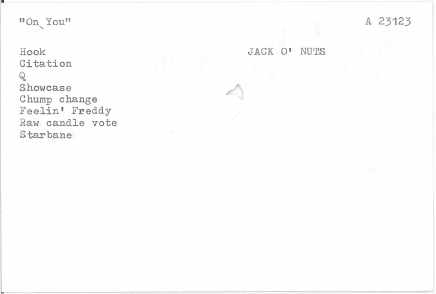 "On You" A 23123
Hook JACK O' NUTS
Citation
Q
Showcase
Chump change
Feelin' Freddy
Raw candle vote
Starbane